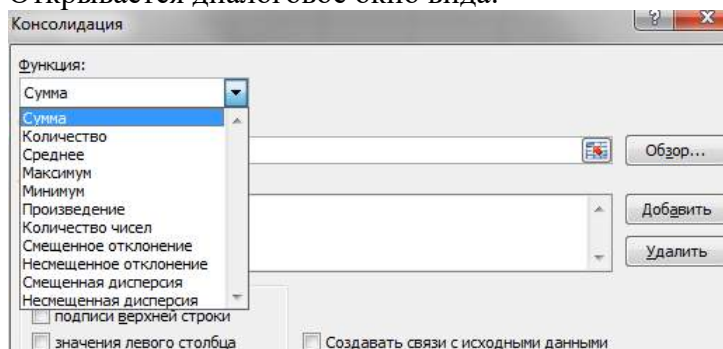 Открывается диалоговое окно вида:
Консолидация
Функция:
Сумма
Сумма
Количество
Среднее
Максимум
Минимум
Произведение
Количество чисел
Смещенное отклонение
Несмещенное отклонение
Смещенная дисперсия
Несмещенная дисперсия
Обзор...
Добавить
Удалить
подписи верхней строки
значения левого столбца
Создавать связи с исходными данными